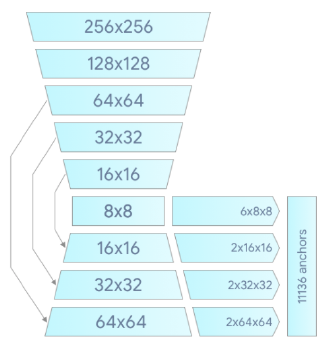 256x256
128x128
64x64
32x32
16x16
8x8
6x8x8
16x16
2x16x16
32x32
2x32x32
64x64
2x64x64
11136 anchors